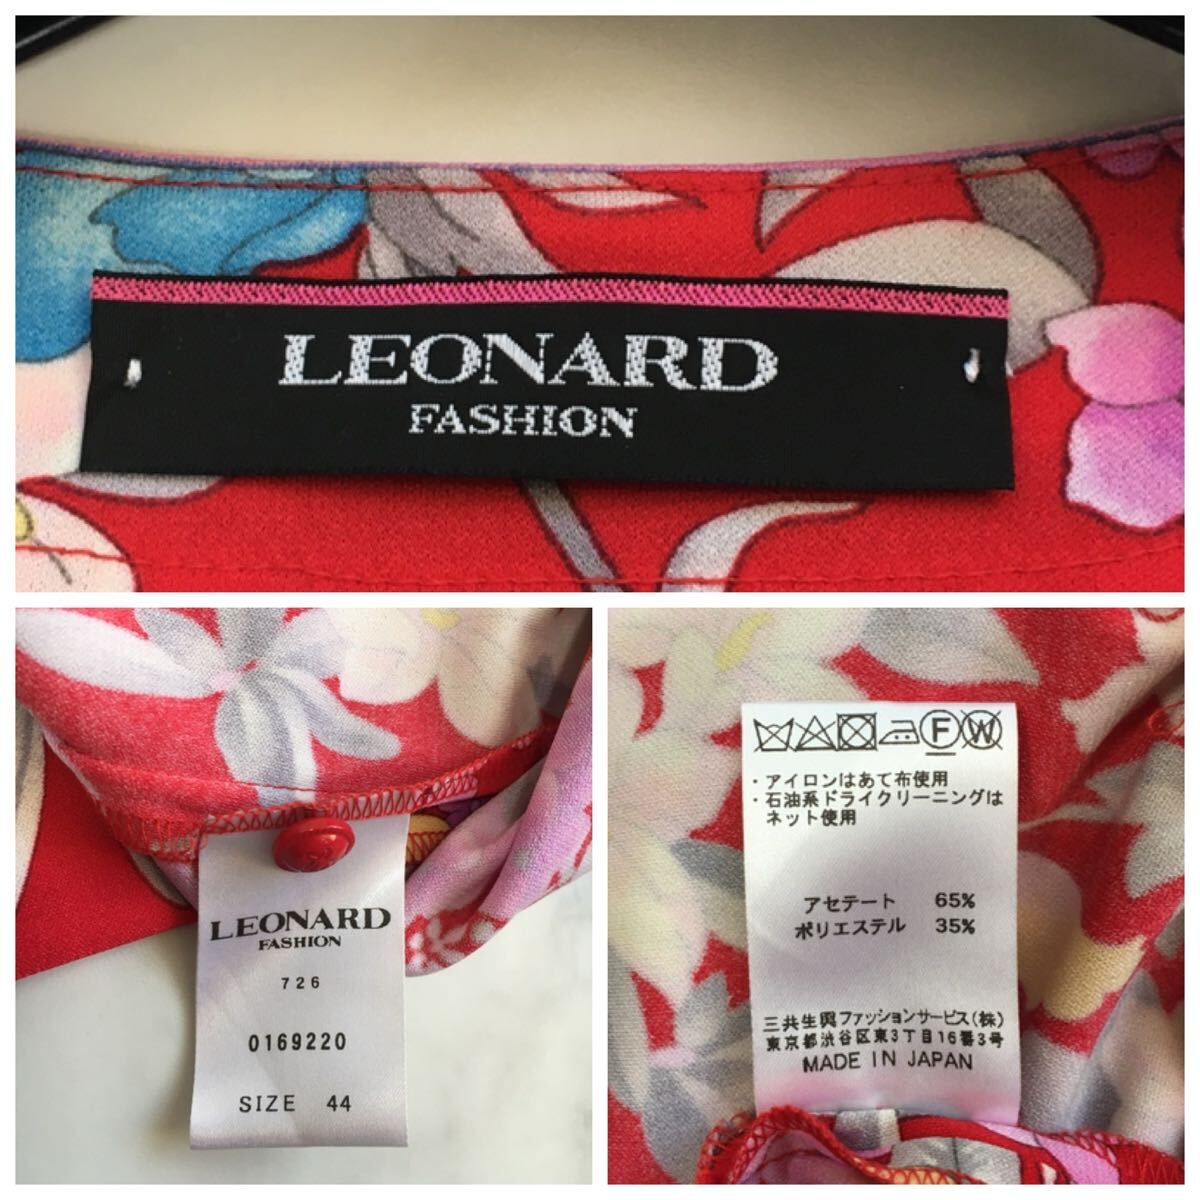 LEONARD
FASHION
LEONARD
FASHION
726
0169220
SIZE 44
F W
・アイロンはあて布使用
・石油系ドライクリーニングは
ネット使用
アセテート 65%
ポリエステル 35%
三共生興ファッションサービス(株)
東京都渋谷区東3丁目16番3号
MADE IN JAPAN